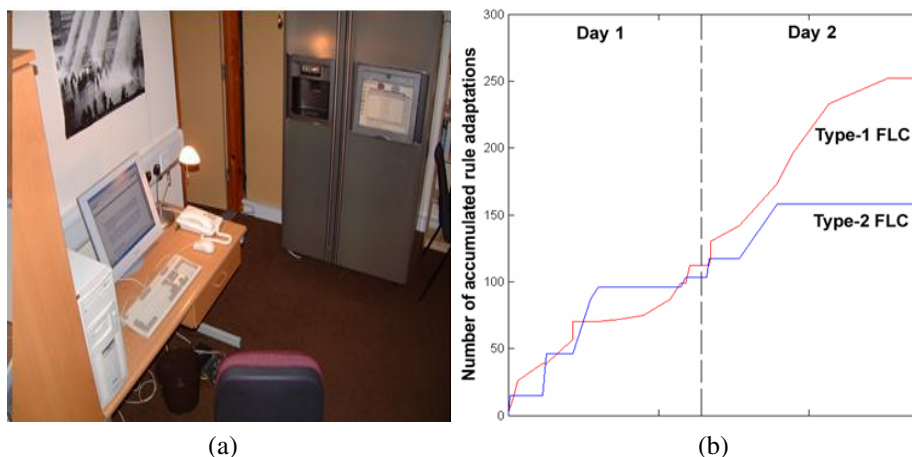 300
250
200
150
100
50
0
Number of accumulated rule adaptations
Day 1
Day 2
Type-1 FLC
Type-2 FLC
(a)
(b)